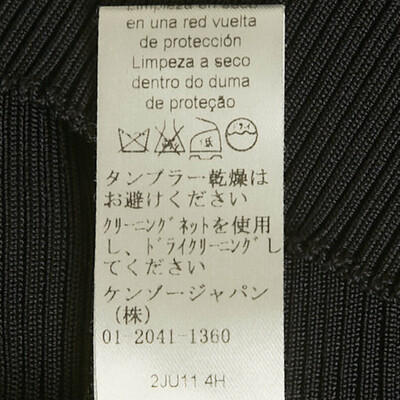 Limpieza en seco
en una red vuelta
de protección
Limpeza a seco
dentro do duma
de proteção
タンブラー乾燥は
お避けください
クリーニングネットを使用
し、ドライクリーニングし
てください
ケンゾー・ジャパン
（株）
01-2041-1360
2JU11 4H